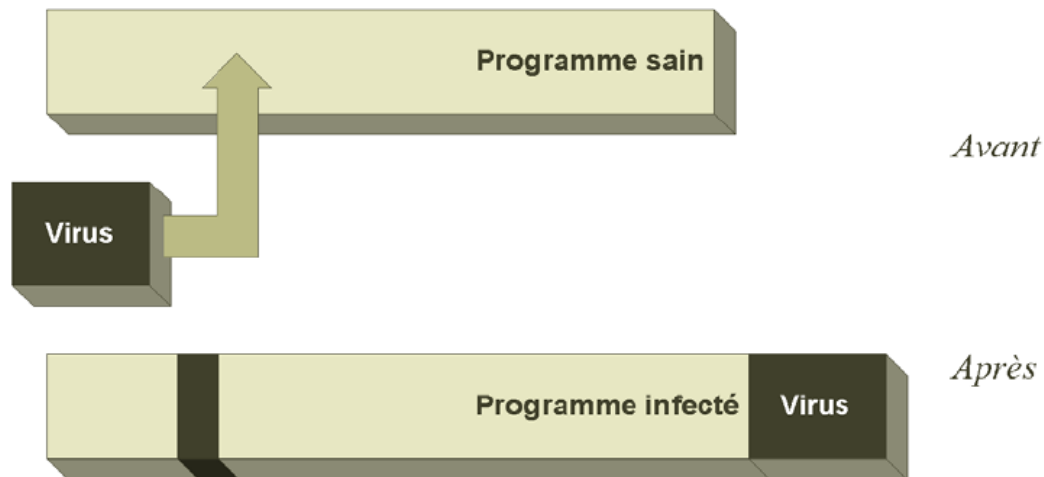 Programme sain
Avant
Virus
Après
Programme infecté
Virus